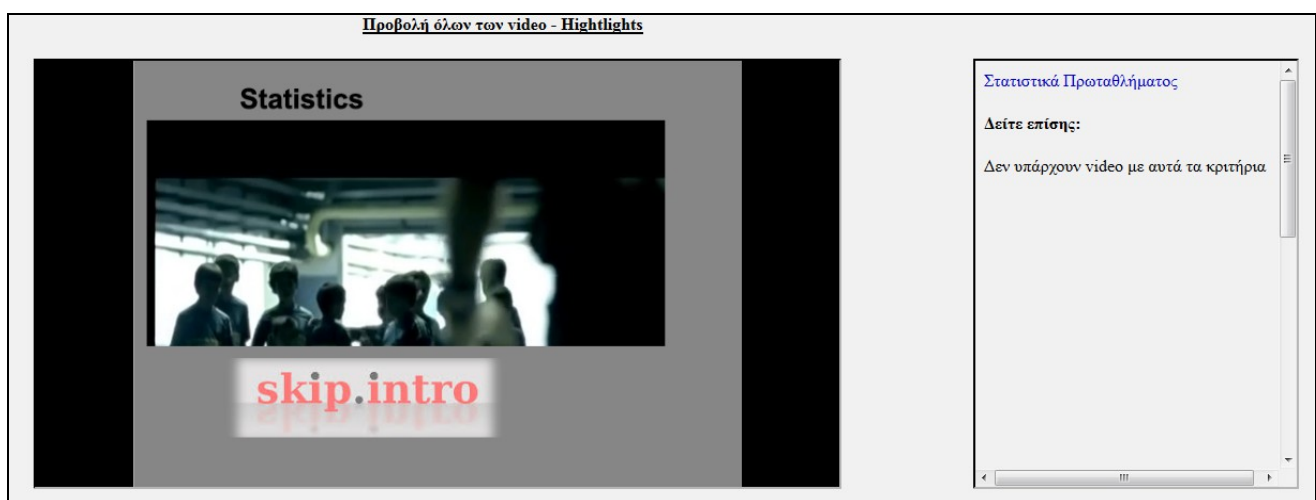 Προβολή όλων των video - Hightlights
Statistics
skip.intro
Στατιστικά Πρωταθλήματος
Δείτε επίσης:
Δεν υπάρχουν video με αυτά τα κριτήρια